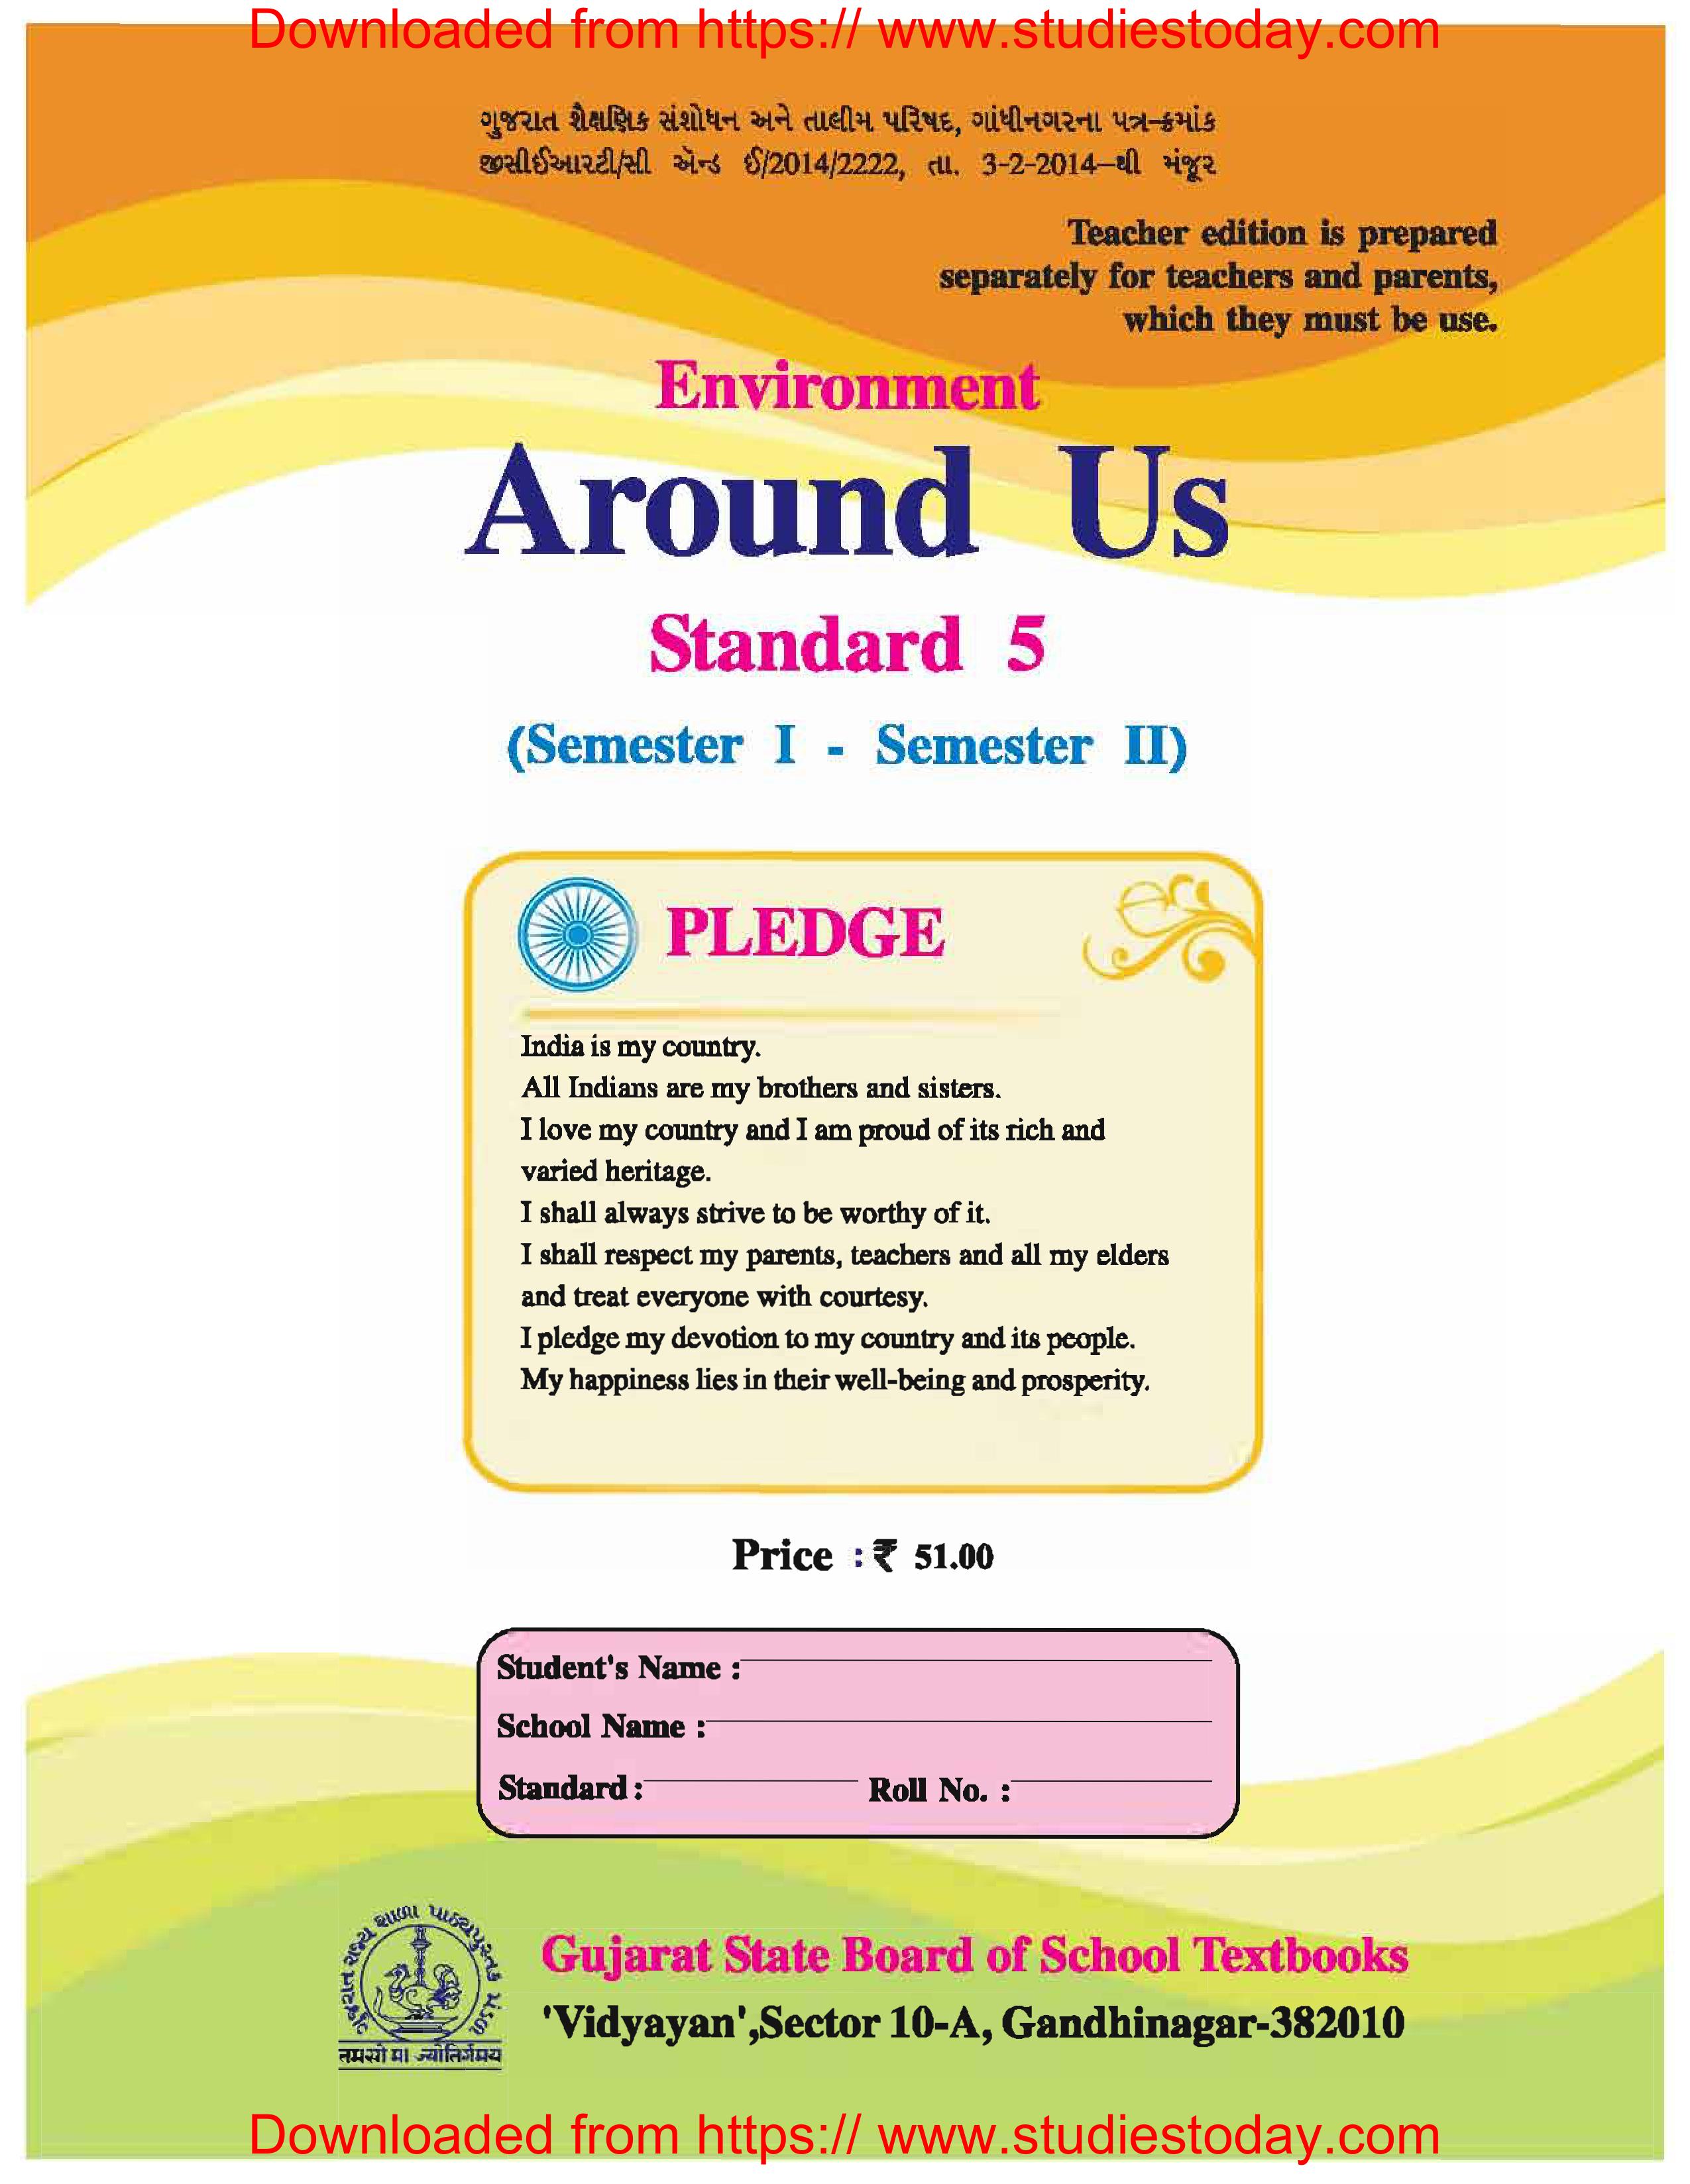 Downloaded from https:// www.studiestoday.com
ગુજરાત શૈક્ષણિક સંશોધન અને તાલીમ પરિષદ, ગાંધીનગરના પત્ર-ક્રમાંક
જીસીઈઆરટી/સી ઍન્ડ ઈ/2014/2222, તા. 3-2-2014–થી મંજૂર
Teacher edition is prepared
separately for teachers and parents,
which they must be use.
Environment
Around Us
Standard 5
(Semester I - Semester II)
PLEDGE
India is my country.
All Indians are my brothers and sisters.
I love my country and I am proud of its rich and
varied heritage.
I shall always strive to be worthy of it.
I shall respect my parents, teachers and all my elders
and treat everyone with courtesy.
I pledge my devotion to my country and its people.
My happiness lies in their well-being and prosperity.
Price : ₹ 51.00
Student's Name :
School Name :
Standard : Roll No. :
ગુજરાત રાજ્ય શાળા પાઠ્યપુસ્તક મંડળ
तमसो मा ज्योतिर्गमय
Gujarat State Board of School Textbooks
'Vidyayan',Sector 10-A, Gandhinagar-382010
Downloaded from https:// www.studiestoday.com